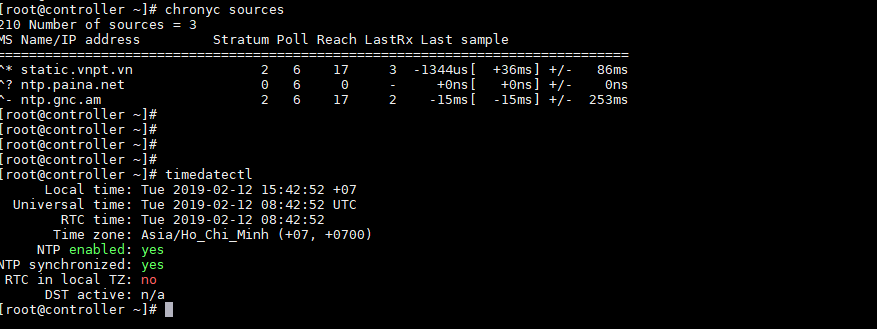 [root@controller ~]# chronyc sources
210 Number of sources = 3
MS Name/IP address         Stratum Poll Reach LastRx Last sample
===============================================================================
^* static.vnpt.vn                2   6    17     3  -1344us[  +36ms] +/-   86ms
^? ntp.paina.net                 0   6     0     -     +0ns[   +0ns] +/-    0ns
^- ntp.gnc.am                    2   6    17     2    -15ms[  -15ms] +/-  253ms
[root@controller ~]#
[root@controller ~]#
[root@controller ~]#
[root@controller ~]#
[root@controller ~]# timedatectl
      Local time: Tue 2019-02-12 15:42:52 +07
  Universal time: Tue 2019-02-12 08:42:52 UTC
        RTC time: Tue 2019-02-12 08:42:52
       Time zone: Asia/Ho_Chi_Minh (+07, +0700)
     NTP enabled: yes
NTP synchronized: yes
 RTC in local TZ: no
      DST active: n/a
[root@controller ~]#